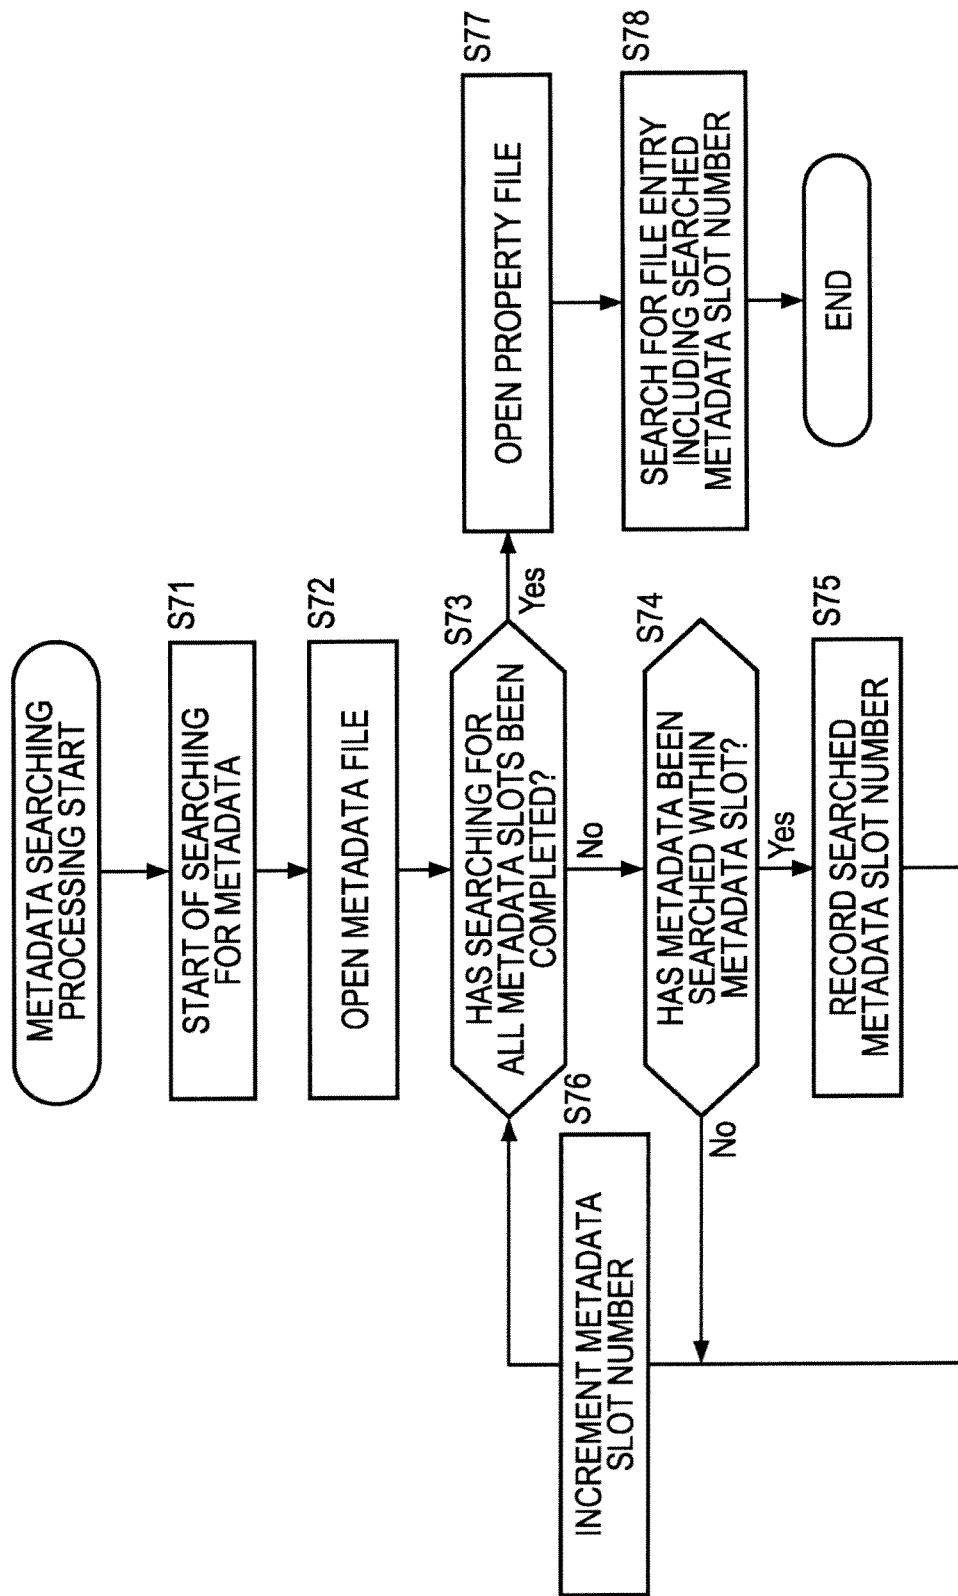 METADATA SEARCHING
PROCESSING START
S71
START OF SEARCHING
FOR METADATA
S72
OPEN METADATA FILE
S73
HAS SEARCHING FOR
ALL METADATA SLOTS BEEN
COMPLETED?
Yes
No
S74
HAS METADATA BEEN
SEARCHED WITHIN
METADATA SLOT?
No
Yes
S75
RECORD SEARCHED
METADATA SLOT NUMBER
S76
INCREMENT METADATA
SLOT NUMBER
S77
OPEN PROPERTY FILE
S78
SEARCH FOR FILE ENTRY
INCLUDING SEARCHED
METADATA SLOT NUMBER
END